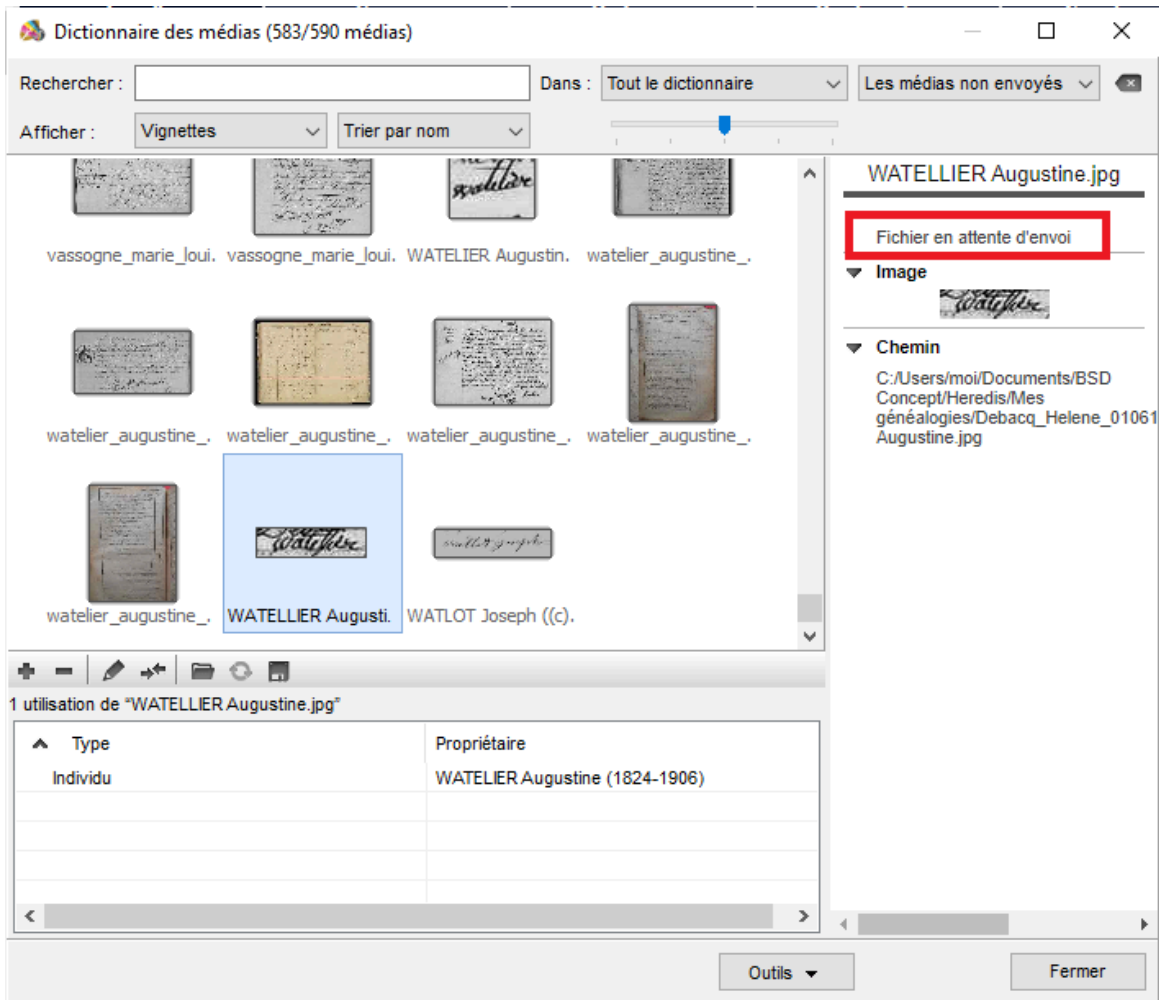 Dictionnaire des médias (583/590 médias)
Rechercher :
Dans :
Tout le dictionnaire
Les médias non envoyés
Afficher :
Vignettes
Trier par nom
vassogne_marie_loui.
vassogne_marie_loui.
WATELIER Augustin.
watelier_augustine_.
watelier_augustine_.
watelier_augustine_.
watelier_augustine_.
watelier_augustine_.
watelier_augustine_.
WATELLIER Augusti.
WATLOT Joseph ((c).
WATELLIER Augustine.jpg
Fichier en attente d'envoi
Image
Chemin
C:/Users/moi/Documents/BSD
Concept/Heredis/Mes
généalogies/Debacq_Helene_01061
Augustine.jpg
1 utilisation de “WATELLIER Augustine.jpg”
Type
Propriétaire
Individu
WATELIER Augustine (1824-1906)
Outils
Fermer